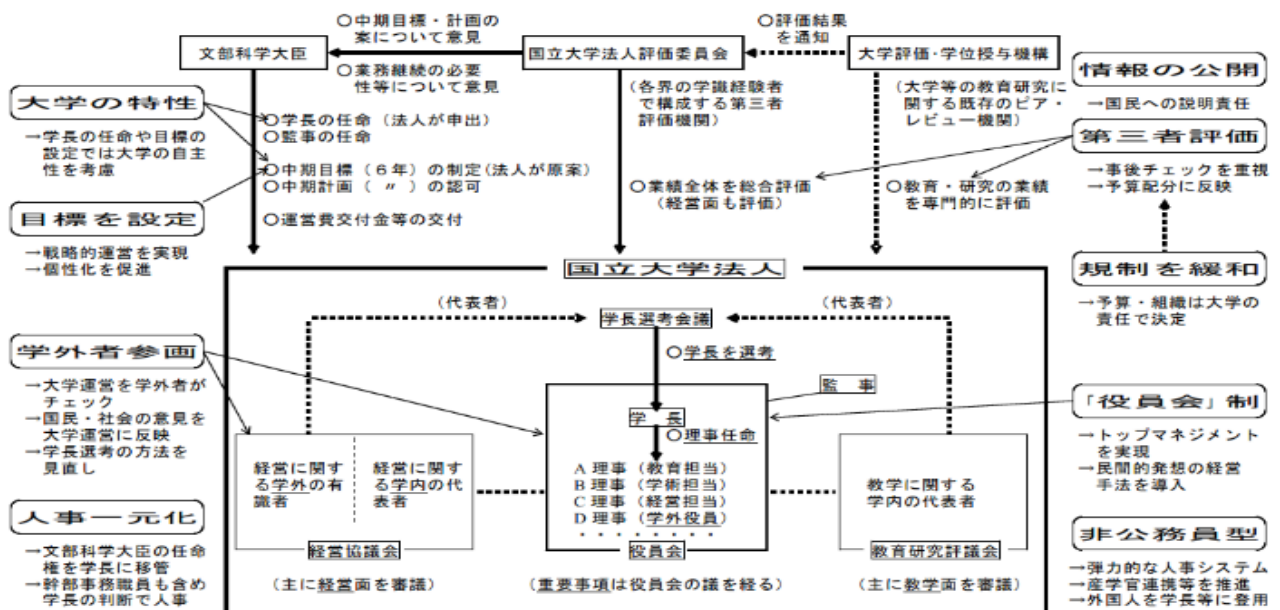 ○中期目標・計画の
案について意見
○評価結果
を通知
文部科学大臣
国立大学法人評価委員会
大学評価・学位授与機構
○業務継続の必要
性等について意見
(各界の学識経験者
で構成する第三者
評価機関)
(大学等の教育研究に
関する既存のピア・
レビュー機関)
情報の公開
→国民への説明責任
大学の特性
→学長の任命や目標の
設定では大学の自主
性を考慮
○学長の任命(法人が申出)
○監事の任命
○中期目標(6年)の制定(法人が原案)
○中期計画(〃)の認可
○運営費交付金等の交付
○業績全体を総合評価
(経営面も評価)
○教育・研究の業績
を専門的に評価
第三者評価
→事後チェックを重視
→予算配分に反映
目標を設定
→戦略的運営を実現
→個性化を促進
規制を緩和
→予算・組織は大学の
責任で決定
国立大学法人
(代表者)
(代表者)
学長選考会議
○学長を選考
学外者参画
→大学運営を学外者が
チェック
→国民・社会の意見を
大学運営に反映
→学長選考の方法を
見直し
監 事
学 長
○理事任命
A 理事(教育担当)
B 理事(学術担当)
C 理事(経営担当)
D 理事(学外役員)
・・・・・・・・
役員会
(重要事項は役員会の議を経る)
経営に関す
る学外の有
識者
経営に関す
る学内の代
表者
経営協議会
(主に経営面を審議)
教学に関する
学内の代表者
教育研究評議会
(主に教学面を審議)
「役員会」制
→トップマネジメント
を実現
→民間的発想の経営
手法を導入
人事一元化
→文部科学大臣の任命
権を学長に移管
→幹部事務職員も含め
学長の判断で人事
非公務員型
→弾力的な人事システム
→産学官連携等を推進
→外国人を学長等に登用